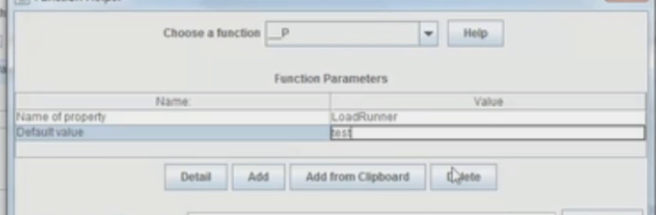 Choose a function __P Help
Function Parameters
Name: Value
Name of property LoadRunner
Default value test
Detail Add Add from Clipboard Delete